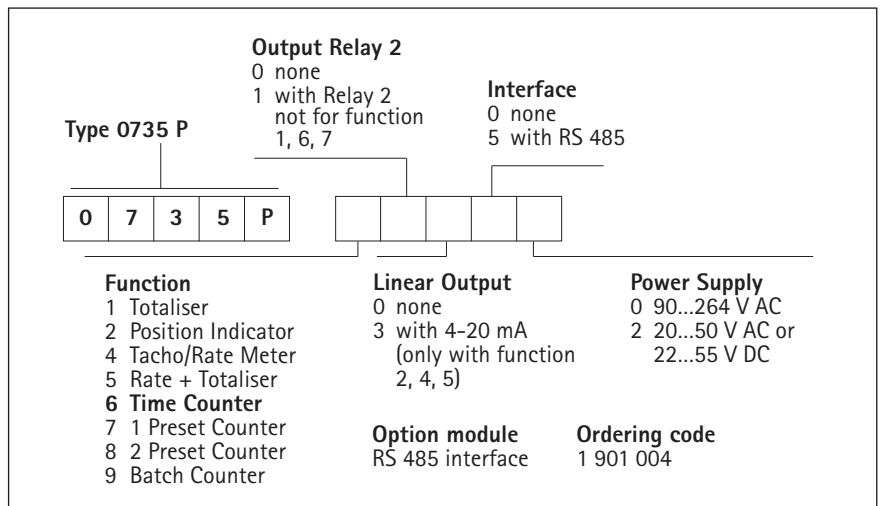 Output Relay 2
0 none
1 with Relay 2
not for function
1, 6, 7
Interface
0 none
5 with RS 485
Type 0735 P
0 7 3 5 P
Function
1 Totaliser
2 Position Indicator
4 Tacho/Rate Meter
5 Rate + Totaliser
6 Time Counter
7 1 Preset Counter
8 2 Preset Counter
9 Batch Counter
Linear Output
0 none
3 with 4-20 mA
(only with function
2, 4, 5)
Power Supply
0 90...264 V AC
2 20...50 V AC or
22...55 V DC
Option module
RS 485 interface
Ordering code
1 901 004